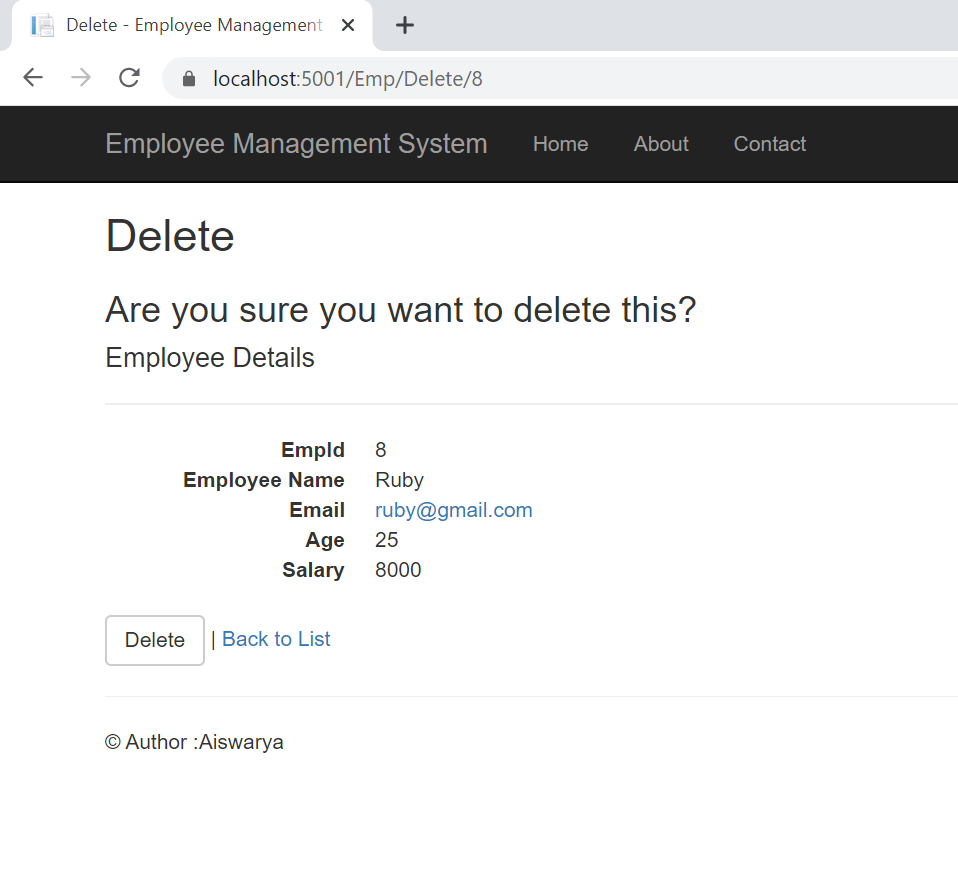 Delete - Employee Management
localhost:5001/Emp/Delete/8
Employee Management System Home About Contact
Delete
Are you sure you want to delete this?
Employee Details
EmpId 8
Employee Name Ruby
Email ruby@gmail.com
Age 25
Salary 8000
Delete | Back to List
© Author :Aiswarya